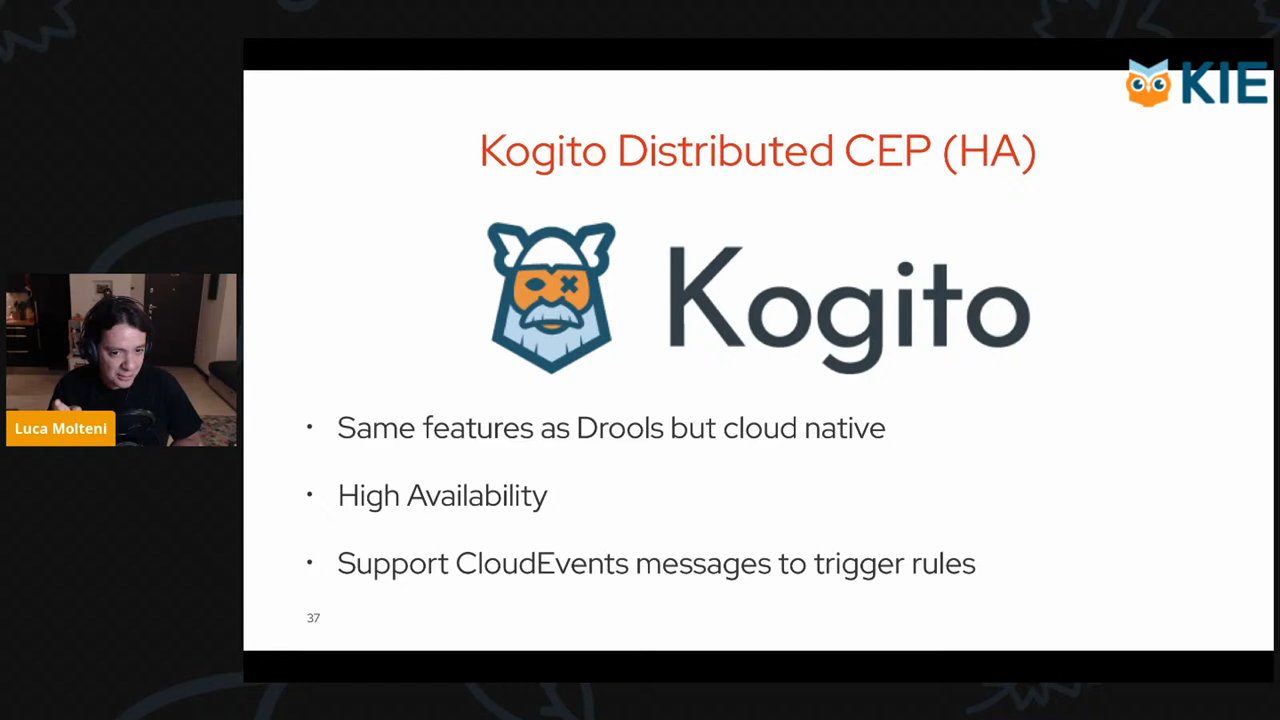 KIE
Kogito Distributed CEP (HA)
Kogito
• Same features as Drools but cloud native
• High Availability
• Support CloudEvents messages to trigger rules
37
Luca Molteni